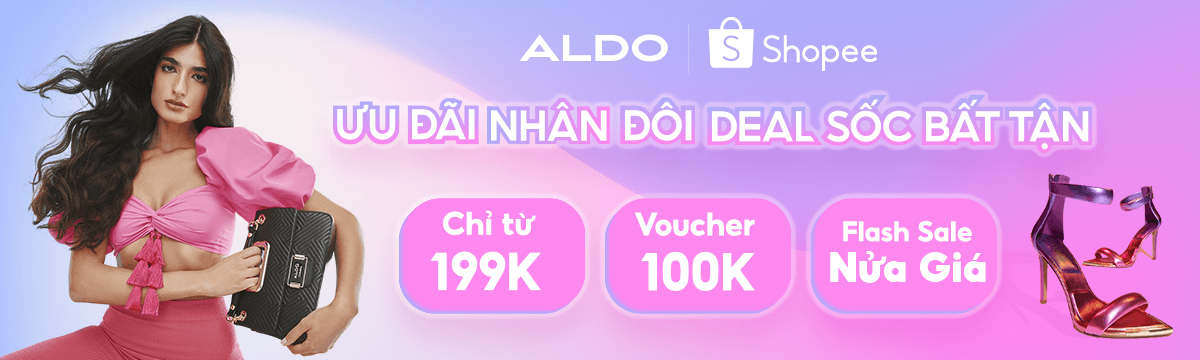 ALDO
S Shopee
ƯU ĐÃI NHÂN ĐÔI DEAL SỐC BẤT TẬN
Chỉ từ
199K
Voucher
100K
Flash Sale
Nửa Giá
ALDO